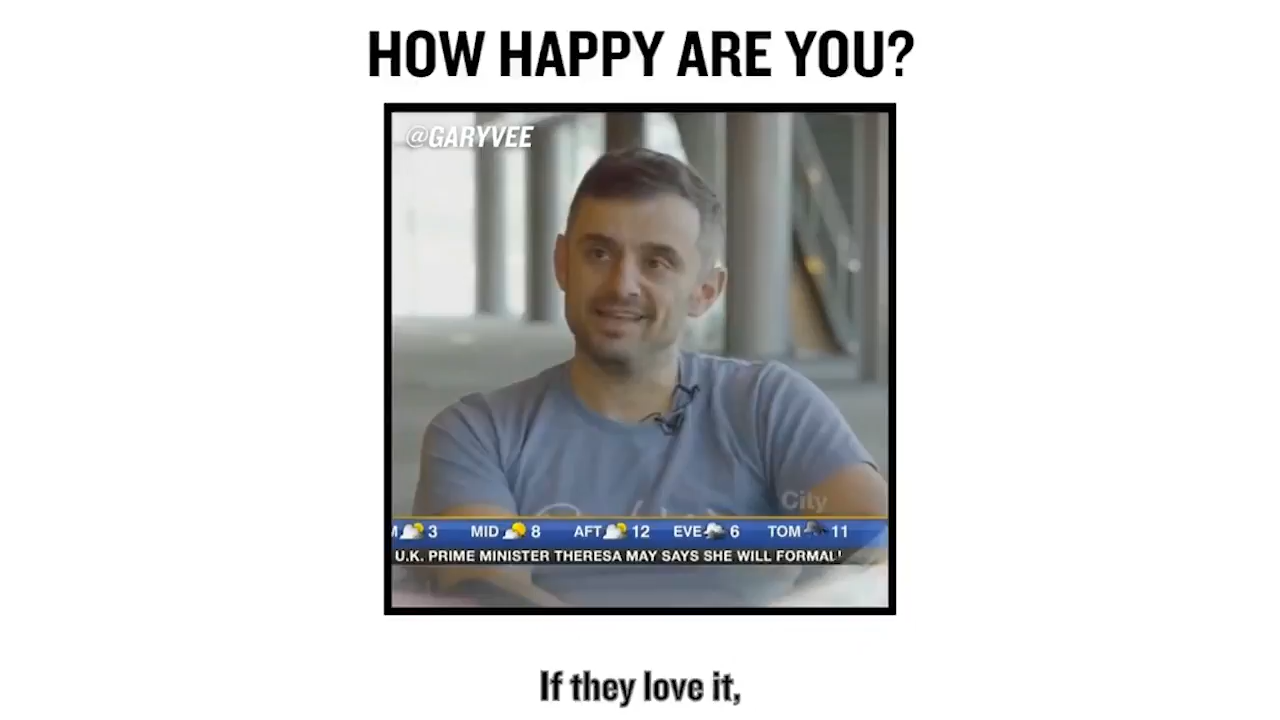 HOW HAPPY ARE YOU?
@GARYVEE
City
3 MID 8 AFT 12 EVE 6 TOM 11
U.K. PRIME MINISTER THERESA MAY SAYS SHE WILL
If they love it,